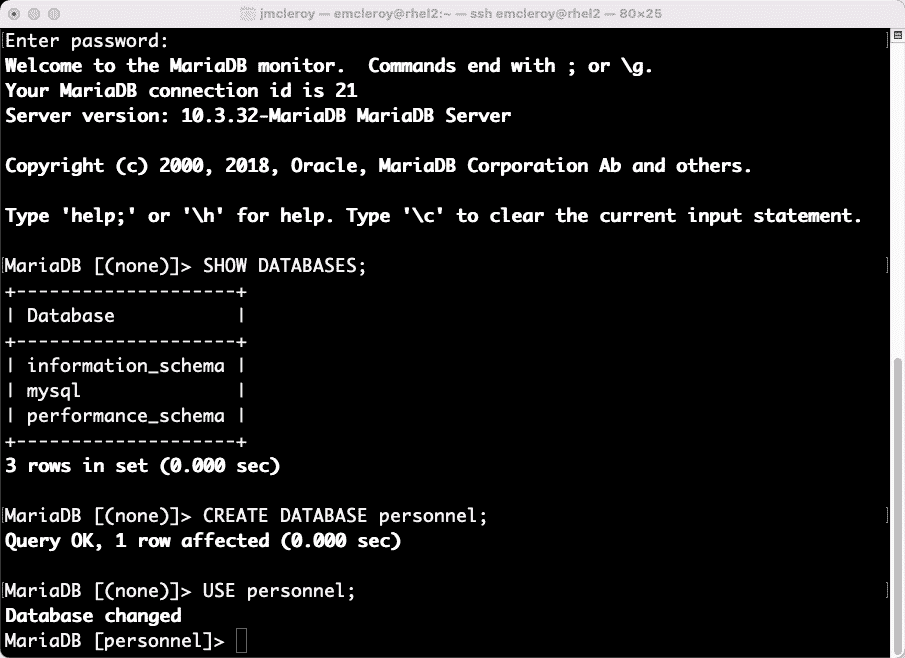 jmcleroy — emcleroy@rhel2:~ — ssh emcleroy@rhel2 — 80×25
Enter password:
Welcome to the MariaDB monitor.  Commands end with ; or \g.
Your MariaDB connection id is 21
Server version: 10.3.32-MariaDB MariaDB Server
Copyright (c) 2000, 2018, Oracle, MariaDB Corporation Ab and others.
Type 'help;' or '\h' for help. Type '\c' to clear the current input statement.
MariaDB [(none)]> SHOW DATABASES;
+--------------------+
| Database           |
+--------------------+
| information_schema |
| mysql              |
| performance_schema |
+--------------------+
3 rows in set (0.000 sec)
MariaDB [(none)]> CREATE DATABASE personnel;
Query OK, 1 row affected (0.000 sec)
MariaDB [(none)]> USE personnel;
Database changed
MariaDB [personnel]>